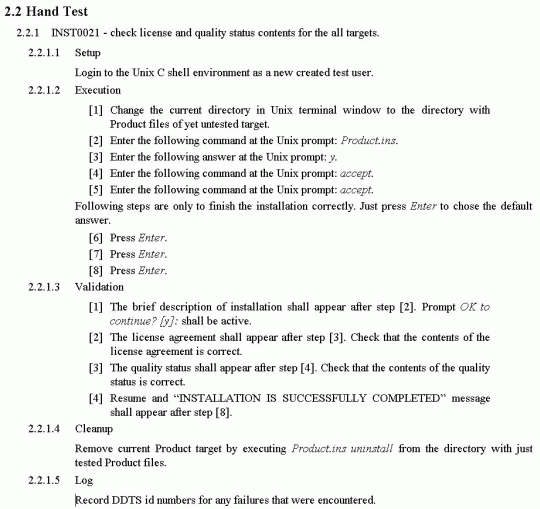 2.2 Hand Test
2.2.1 INST0021 - check license and quality status contents for the all targets.
2.2.1.1 Setup
Login to the Unix C shell environment as a new created test user.
2.2.1.2 Execution
[1] Change the current directory in Unix terminal window to the directory with
Product files of yet untested target.
[2] Enter the following command at the Unix prompt: Product.ins.
[3] Enter the following answer at the Unix prompt: y.
[4] Enter the following command at the Unix prompt: accept.
[5] Enter the following command at the Unix prompt: accept.
Following steps are only to finish the installation correctly. Just press Enter to chose the default
answer.
[6] Press Enter.
[7] Press Enter.
[8] Press Enter.
2.2.1.3 Validation
[1] The brief description of installation shall appear after step [2]. Prompt OK to
continue? [y]: shall be active.
[2] The license agreement shall appear after step [3]. Check that the contents of the
license agreement is correct.
[3] The quality status shall appear after step [4]. Check that the contents of the quality
status is correct.
[4] Resume and “INSTALLATION IS SUCCESSFULLY COMPLETED” message
shall appear after step [8].
2.2.1.4 Cleanup
Remove current Product target by executing Product.ins uninstall from the directory with just
tested Product files.
2.2.1.5 Log
Record DDTS id numbers for any failures that were encountered.